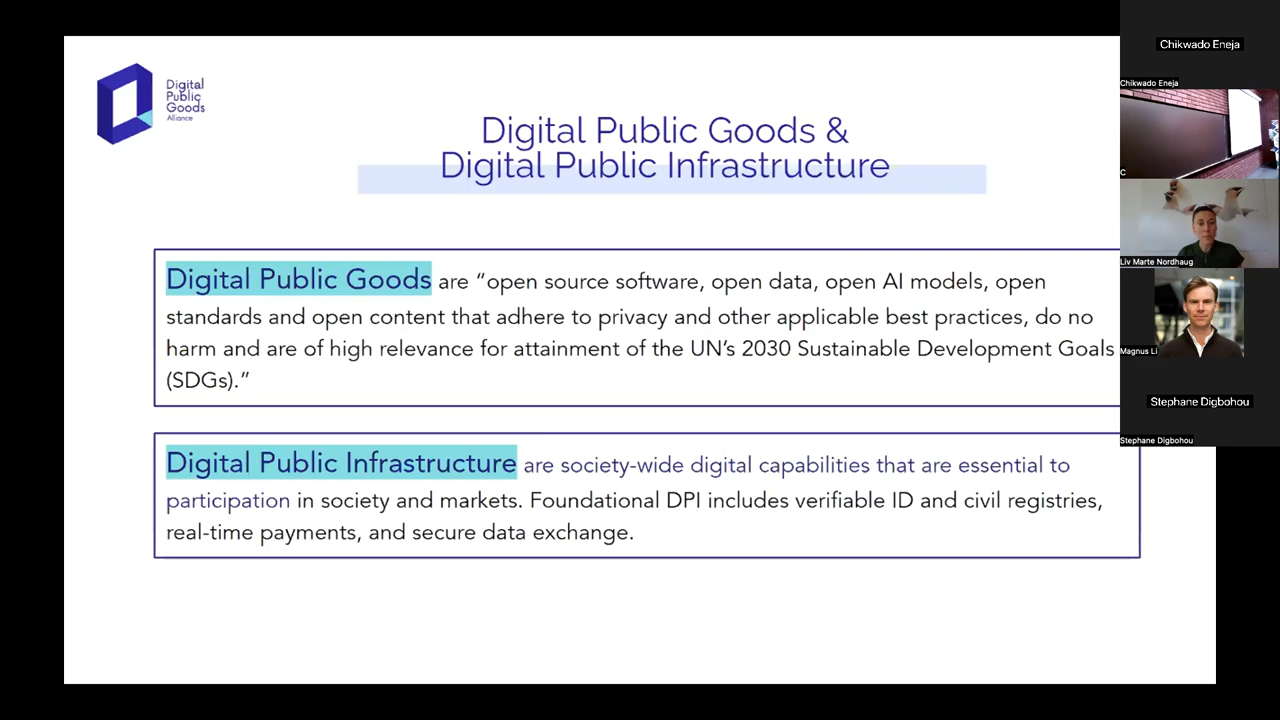 Digital
Public
Goods
Alliance
Digital Public Goods &
Digital Public Infrastructure
Digital Public Goods are “open source software, open data, open AI models, open
standards and open content that adhere to privacy and other applicable best practices, do no
harm and are of high relevance for attainment of the UN’s 2030 Sustainable Development Goals
(SDGs).”
Digital Public Infrastructure are society-wide digital capabilities that are essential to
participation in society and markets. Foundational DPI includes verifiable ID and civil registries,
real-time payments, and secure data exchange.
Chikwado Eneja
Chikwado Eneja
C
Liv Marte Nordhaug
Magnus Li
Stephane Digbohou
Stephane Digbohou